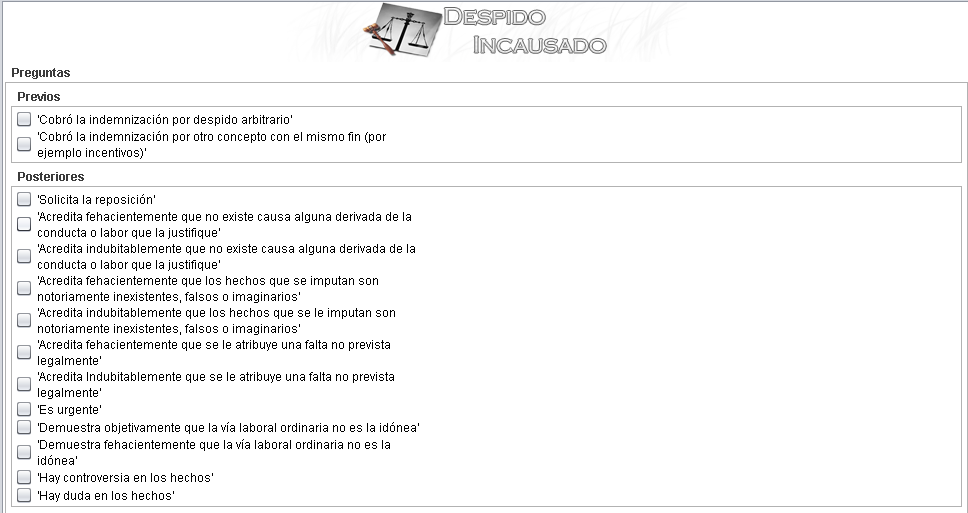 DESPIDO
INCAUSADO
Preguntas
Previos
'Cobró la indemnización por despido arbitrario'
'Cobró la indemnización por otro concepto con el mismo fin (por
ejemplo incentivos)'
Posteriores
'Solicita la reposición'
'Acredita fehacientemente que no existe causa alguna derivada de la
conducta o labor que la justifique'
'Acredita indubitablemente que no existe causa alguna derivada de la
conducta o labor que la justifique'
'Acredita fehacientemente que los hechos que se imputan son
notoriamente inexistentes, falsos o imaginarios'
'Acredita indubitablemente que los hechos que se le imputan son
notoriamente inexistentes, falsos o imaginarios'
'Acredita fehacientemente que se le atribuye una falta no prevista
legalmente'
'Acredita Indubitablemente que se le atribuye una falta no prevista
legalmente'
'Es urgente'
'Demuestra objetivamente que la vía laboral ordinaria no es la idónea'
'Demuestra fehacientemente que la vía laboral ordinaria no es la
idónea'
'Hay controversia en los hechos'
'Hay duda en los hechos'